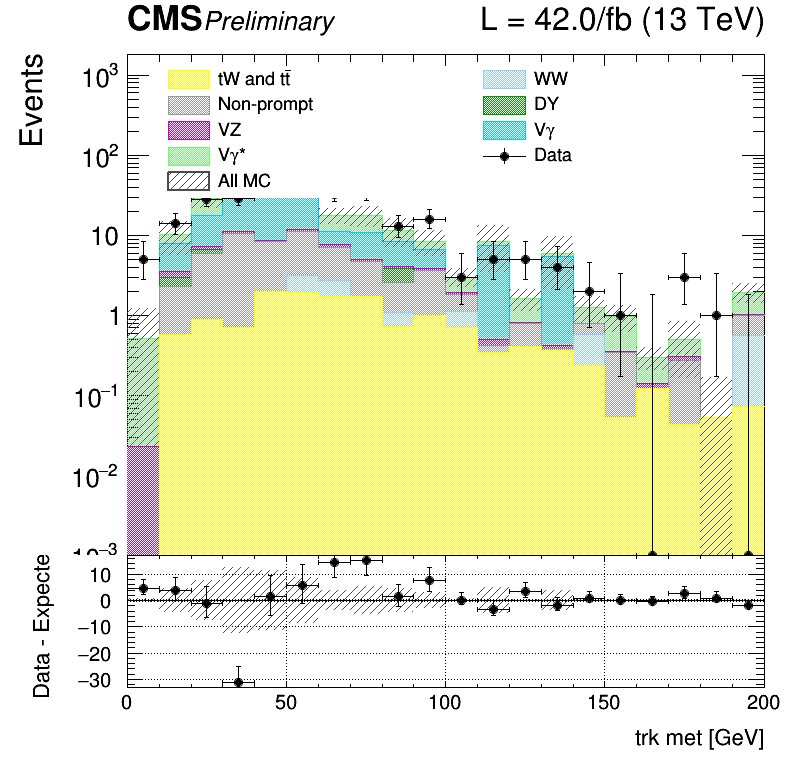 CMS Preliminary L = 42.0/fb (13 TeV)
Events
10³
10²
10
1
10⁻¹
10⁻²
10⁻³
tW and tt̄
Non-prompt
VZ
Vγ*
All MC
WW
DY
Vγ
Data
Data - Expecte
10
0
−10
−20
−30
0 50 100 150 200
trk met [GeV]